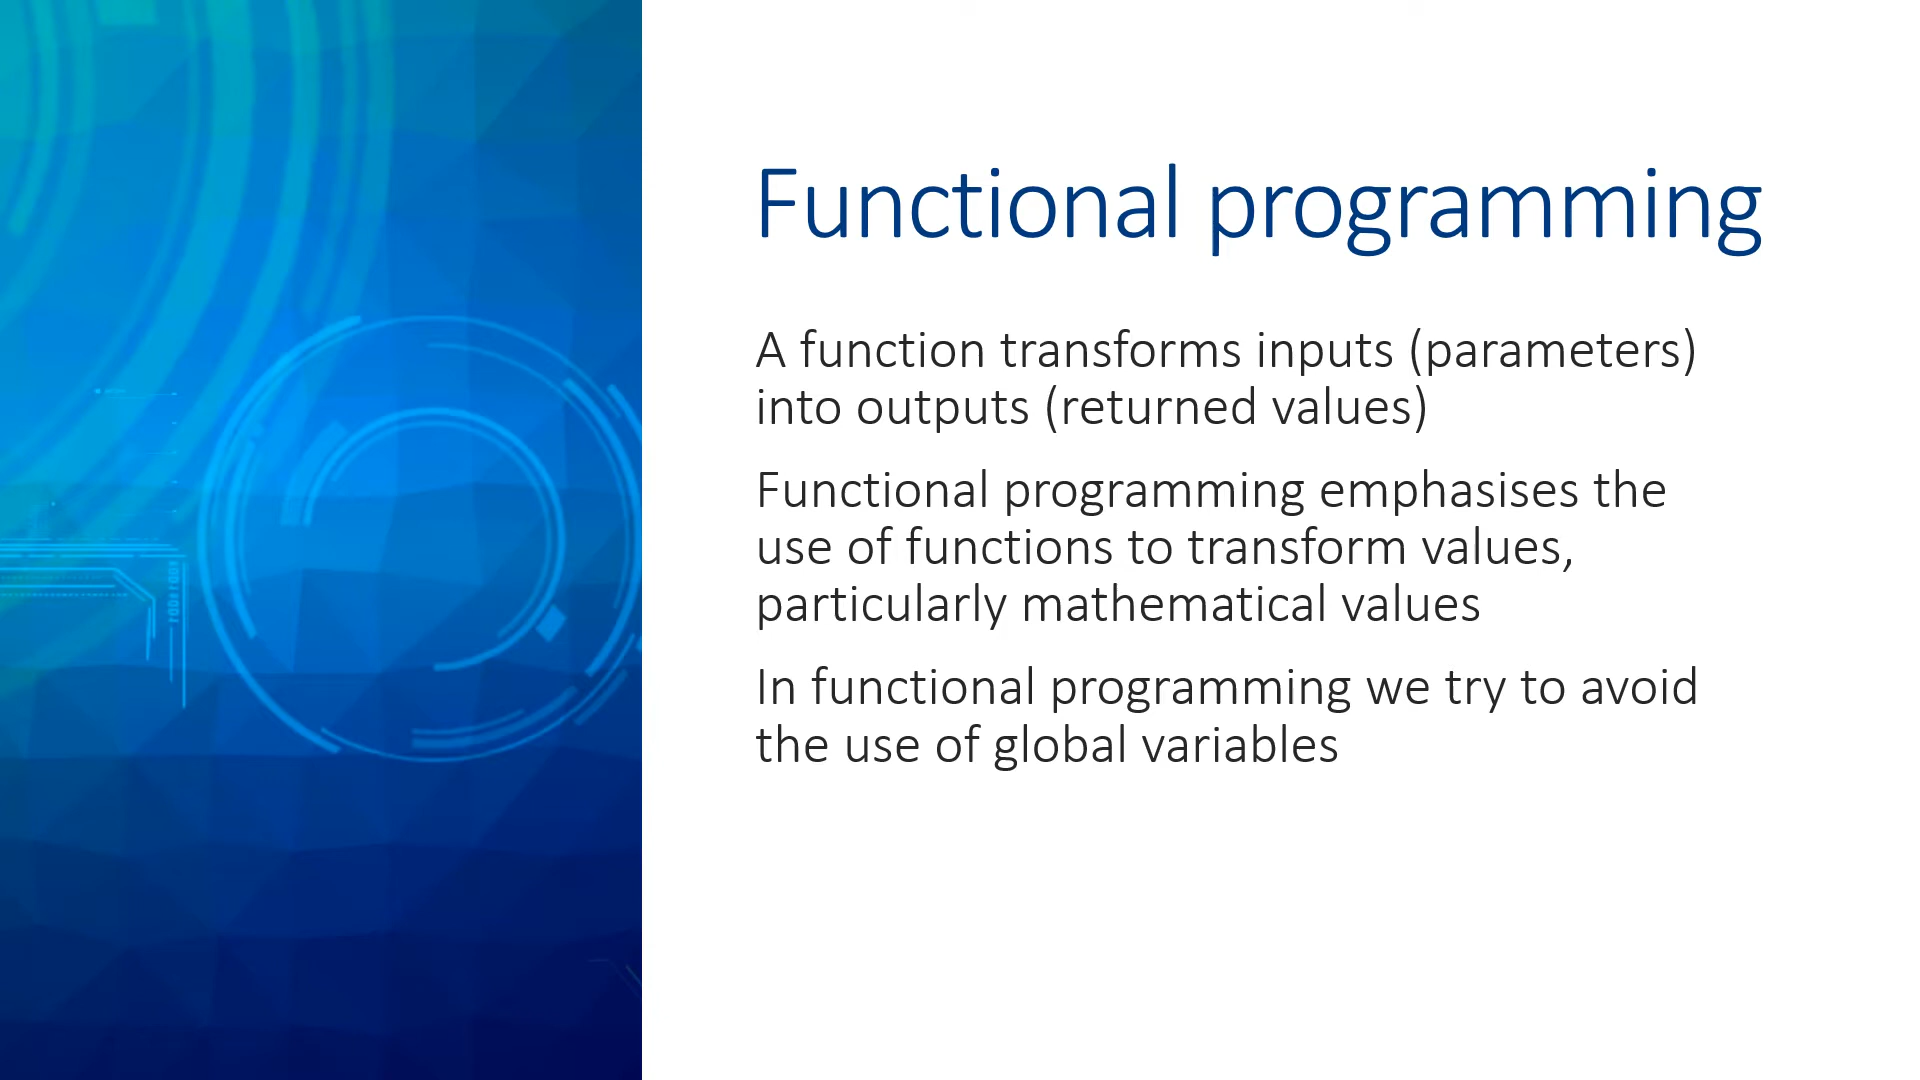 Functional programming
A function transforms inputs (parameters)
into outputs (returned values)
Functional programming emphasises the
use of functions to transform values,
particularly mathematical values
In functional programming we try to avoid
the use of global variables